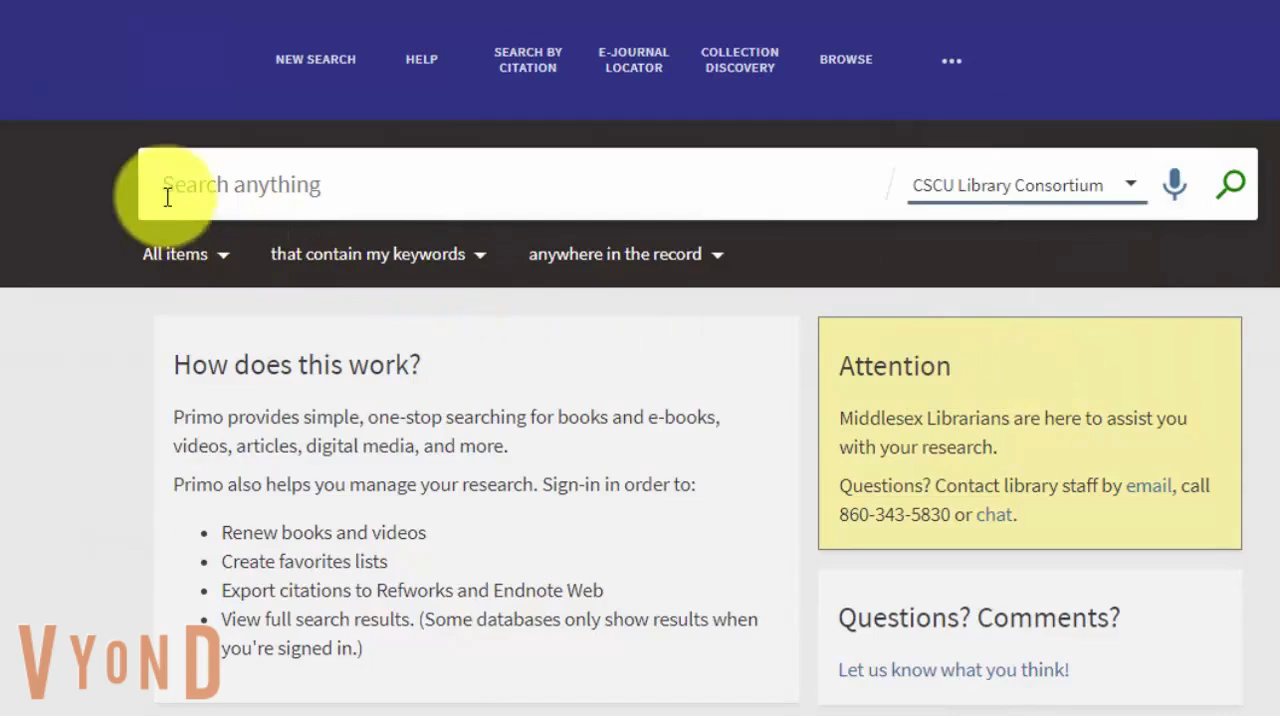 NEW SEARCH
HELP
SEARCH BY
CITATION
E-JOURNAL
LOCATOR
COLLECTION
DISCOVERY
BROWSE
Search anything
CSCU Library Consortium
All items
that contain my keywords
anywhere in the record
How does this work?
Primo provides simple, one-stop searching for books and e-books,
videos, articles, digital media, and more.
Primo also helps you manage your research. Sign-in in order to:
• Renew books and videos
• Create favorites lists
• Export citations to Refworks and Endnote Web
• View full search results. (Some databases only show results when
you're signed in.)
Attention
Middlesex Librarians are here to assist you
with your research.
Questions? Contact library staff by email, call
860-343-5830 or chat.
Questions? Comments?
Let us know what you think!
VYOND